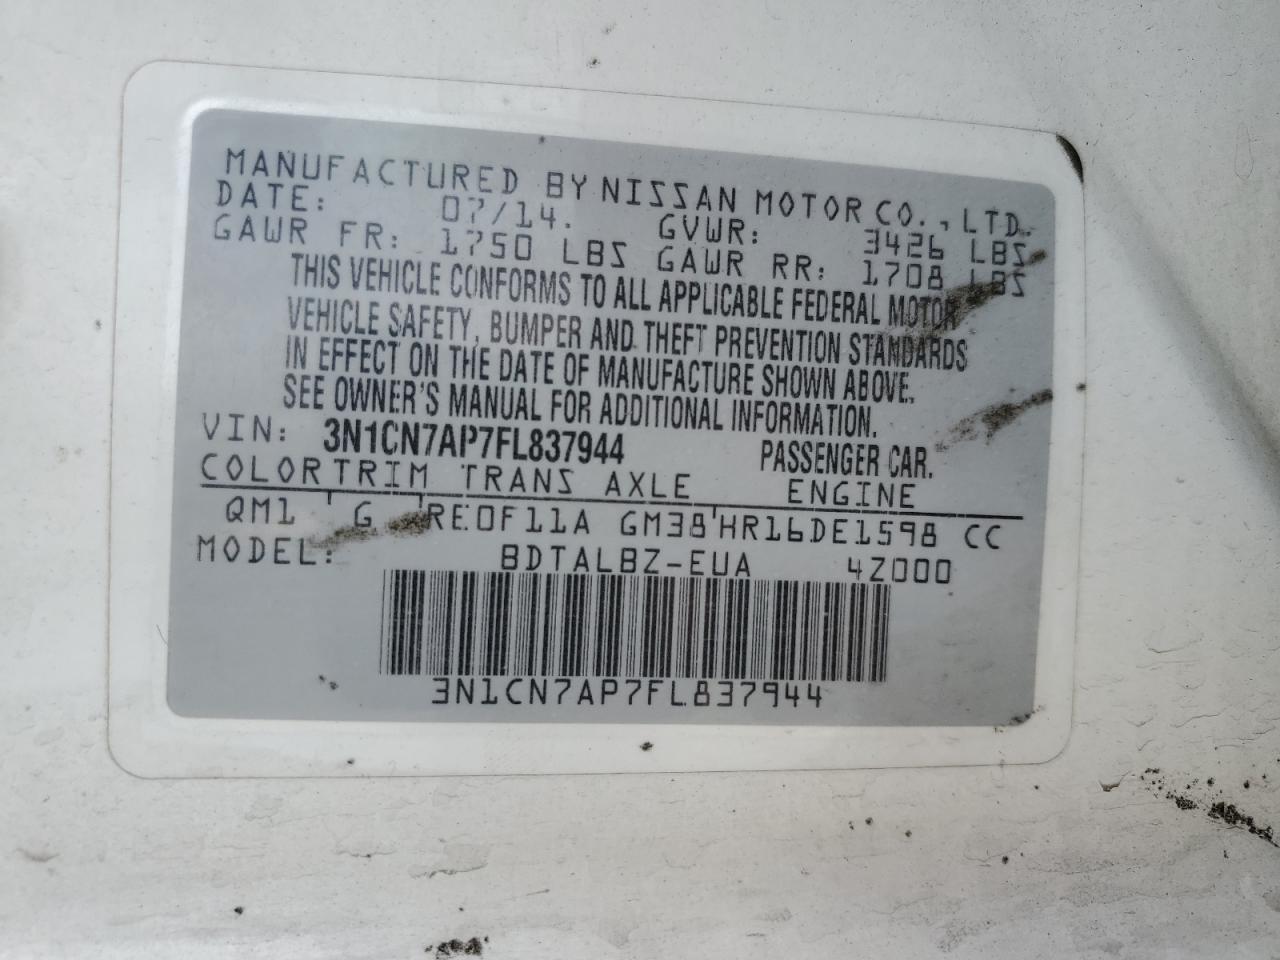 MANUFACTURED BY NISSAN MOTOR CO., LTD.
DATE: 07/14. GVWR: 3426 LBS
GAWR FR: 1750 LBS GAWR RR: 1708 LBS
THIS VEHICLE CONFORMS TO ALL APPLICABLE FEDERAL MOTOR
VEHICLE SAFETY, BUMPER AND THEFT PREVENTION STANDARDS
IN EFFECT ON THE DATE OF MANUFACTURE SHOWN ABOVE.
SEE OWNER'S MANUAL FOR ADDITIONAL INFORMATION.
VIN: 3N1CN7AP7FL837944 PASSENGER CAR.
COLOR TRIM TRANS AXLE ENGINE
QM1 G RE0F11A GM38 HR16DE1598 CC
MODEL: BDTALBZ-EUA 4Z000
3N1CN7AP7FL837944